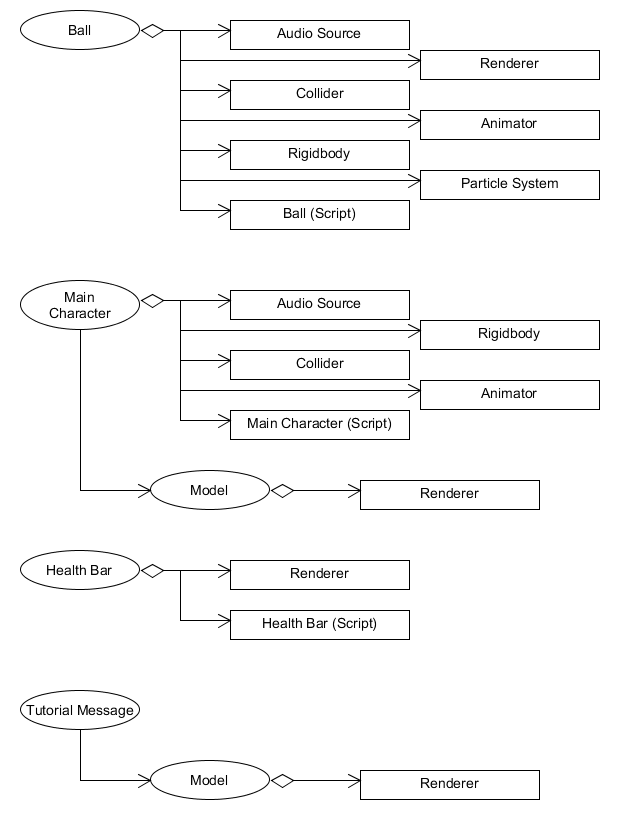 Ball
Audio Source
Renderer
Collider
Animator
Rigidbody
Particle System
Ball (Script)
Main
Character
Audio Source
Rigidbody
Collider
Animator
Main Character (Script)
Model
Renderer
Health Bar
Renderer
Health Bar (Script)
Tutorial Message
Model
Renderer